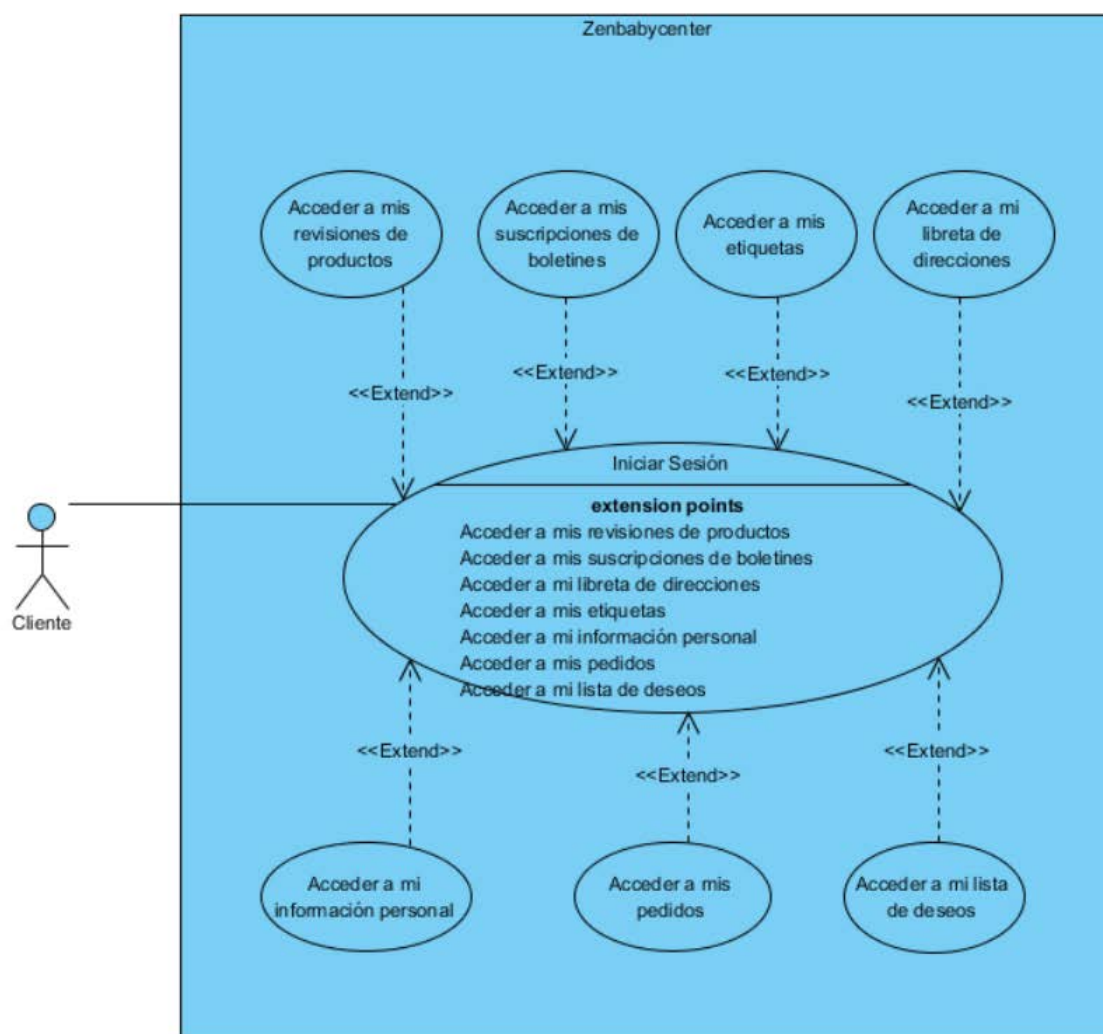 Zenbabycenter
Acceder a mis
revisiones de
productos
Acceder a mis
suscripciones de
boletines
Acceder a mis
etiquetas
Acceder a mi
libreta de
direcciones
<<Extend>>
<<Extend>>
<<Extend>>
<<Extend>>
Iniciar Sesión
extension points
Acceder a mis revisiones de productos
Acceder a mis suscripciones de boletines
Acceder a mi libreta de direcciones
Acceder a mis etiquetas
Acceder a mi información personal
Acceder a mis pedidos
Acceder a mi lista de deseos
Cliente
<<Extend>>
<<Extend>>
<<Extend>>
Acceder a mi
información personal
Acceder a mis
pedidos
Acceder a mi lista
de deseos